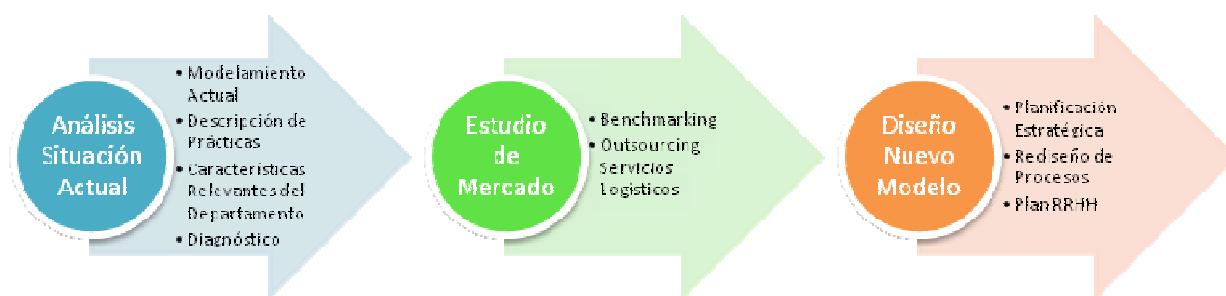 Análisis
Situación
Actual
• Modelamiento
Actual
• Descripción de
Prácticas
• Características
Relevantes del
Departamento
• Diagnóstico
Estudio
de
Mercado
• Benchmarking
• Outsourcing
Servicios
Logísticos
Diseño
Nuevo
Modelo
• Planificación
Estratégica
• Rediseño de
Procesos
• Plan RRHH